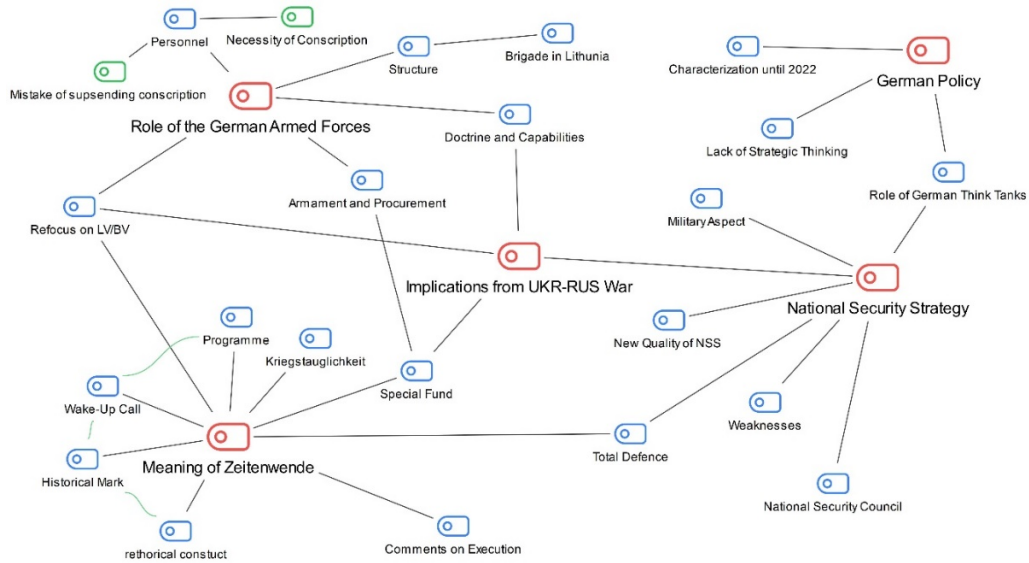 Personnel
Necessity of Conscription
Structure
Brigade in Lithunia
Characterization until 2022
German Policy
Mistake of supsending conscription
Role of the German Armed Forces
Doctrine and Capabilities
Lack of Strategic Thinking
Armament and Procurement
Role of German Think Tanks
Refocus on LV/BV
Military Aspect
Implications from UKR-RUS War
National Security Strategy
Programme
Kriegstauglichkeit
New Quality of NSS
Wake-Up Call
Special Fund
Weaknesses
Meaning of Zeitenwende
Total Defence
Historical Mark
National Security Council
rethorical constuct
Comments on Execution